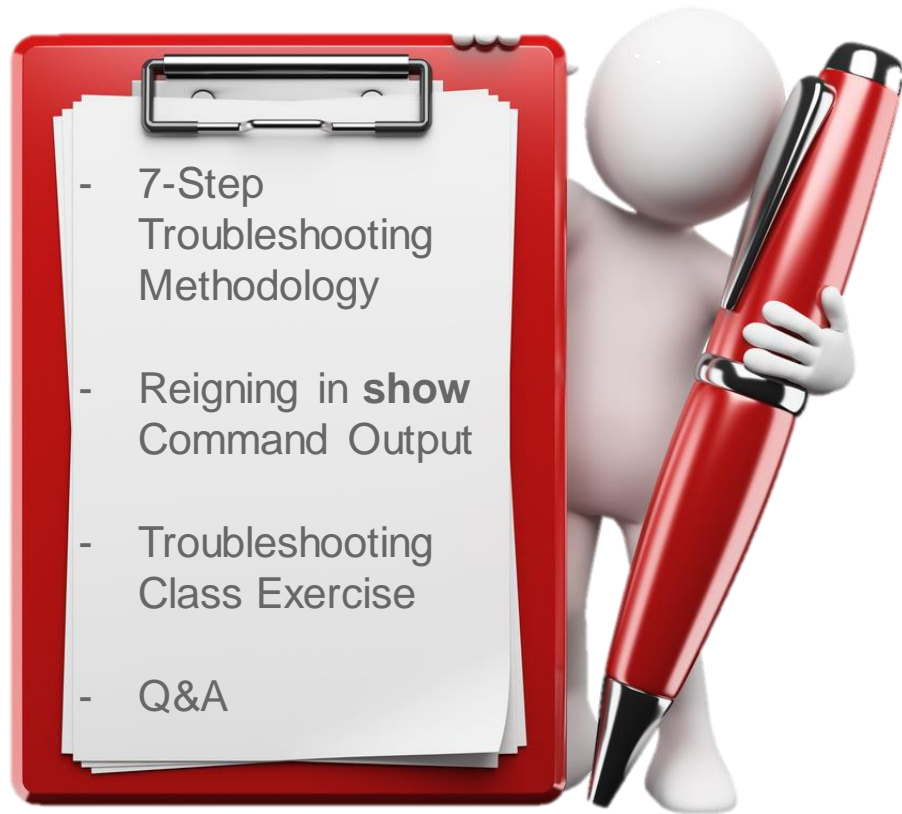 - 7-Step
Troubleshooting
Methodology
- Reigning in show
Command Output
- Troubleshooting
Class Exercise
- Q&A